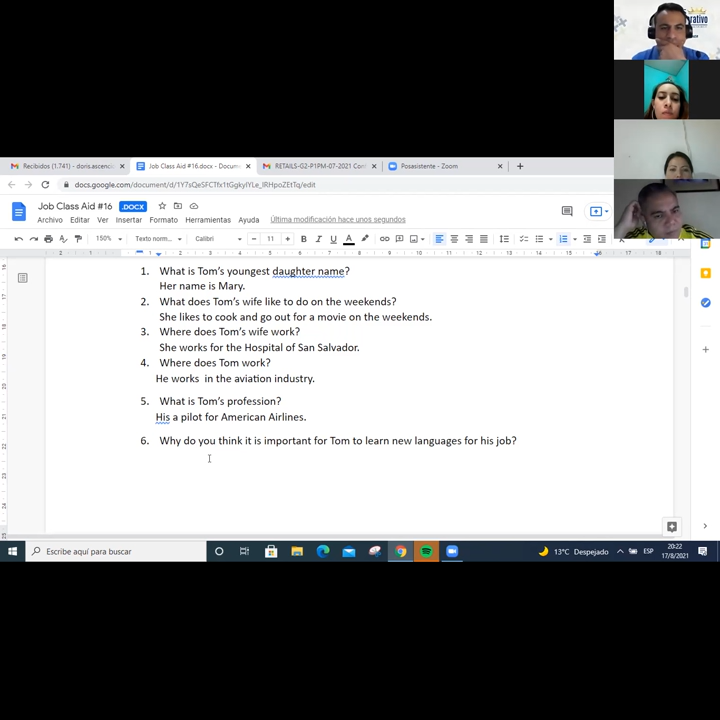 rativo
Recibidos (1.741) - doris.ascenci
Job Class Aid #16.docx - Docum
RETAILS-G2-P1PM-07-2021 Con
Posasistente - Zoom
docs.google.com/document/d/1Y7sQeSFCTfx1tGgkyIYLe_lRHpoZEtTq/edit
Job Class Aid #16 .DOCX
Archivo Editar Ver Insertar Formato Herramientas Ayuda Última modificación hace unos segundos
150% Texto norm... Calibri 11
1. What is Tom's youngest daughter name?
Her name is Mary.
2. What does Tom's wife like to do on the weekends?
She likes to cook and go out for a movie on the weekends.
3. Where does Tom's wife work?
She works for the Hospital of San Salvador.
4. Where does Tom work?
He works in the aviation industry.
5. What is Tom's profession?
His a pilot for American Airlines.
6. Why do you think it is important for Tom to learn new languages for his job?
Escribe aquí para buscar
13°C Despejado
ESP
20:22
17/8/2021